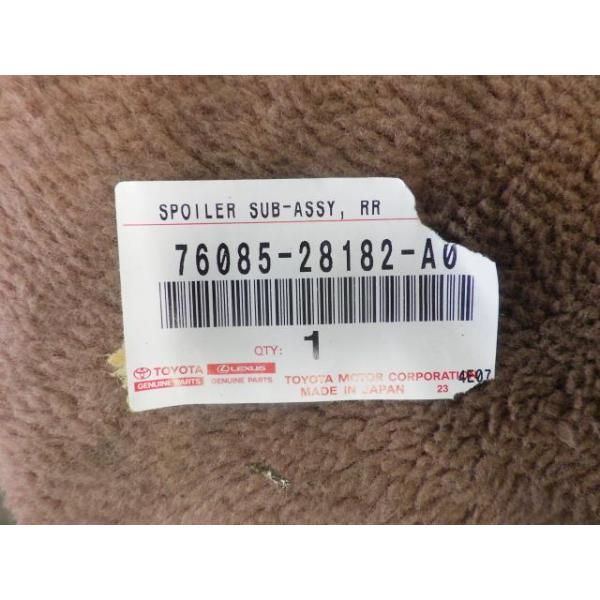 SPOILER SUB-ASSY, RR
76085-28182-A0
QTY: 1
TOYOTA LEXUS
GENUINE PARTS GENUINE PARTS
TOYOTA MOTOR CORPORATION
MADE IN JAPAN 23 4E07